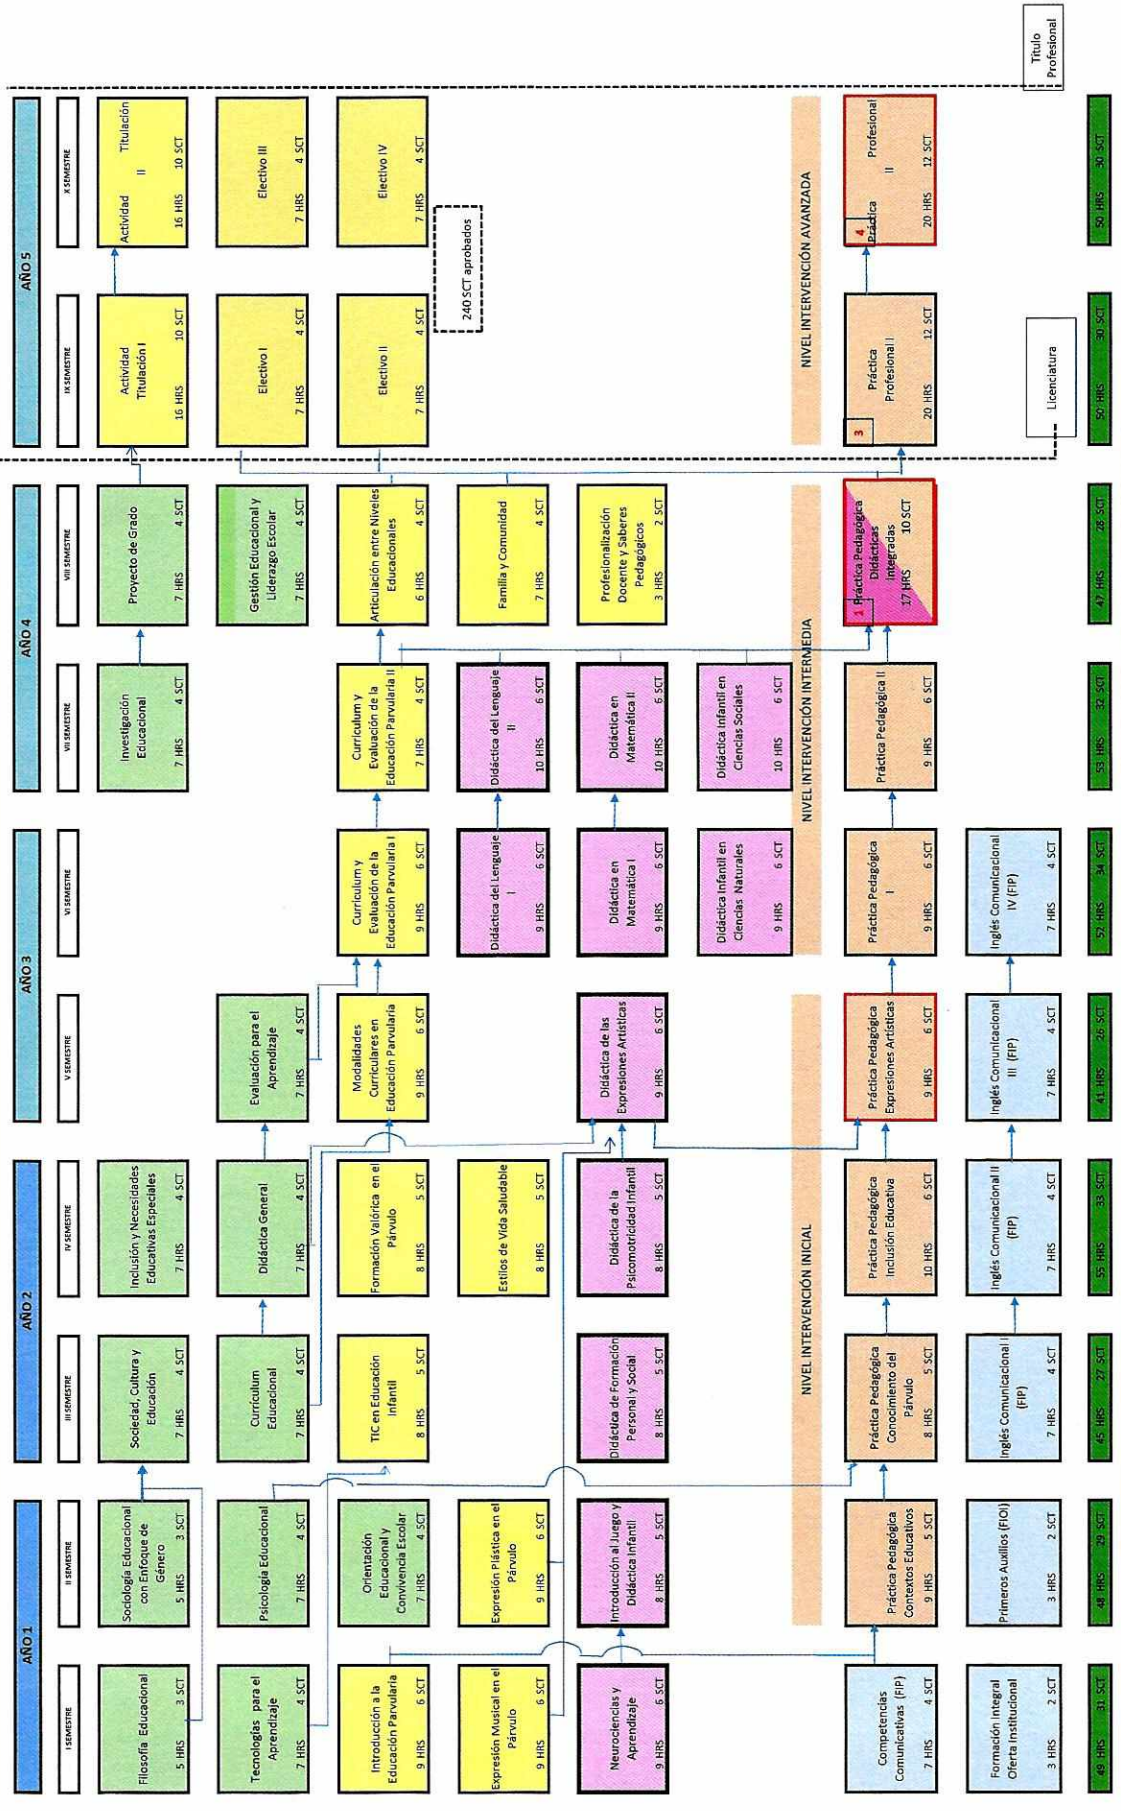 AÑO 1
AÑO 2
AÑO 3
AÑO 4
AÑO 5
I SEMESTRE
II SEMESTRE
III SEMESTRE
IV SEMESTRE
V SEMESTRE
VI SEMESTRE
VII SEMESTRE
VIII SEMESTRE
IX SEMESTRE
X SEMESTRE
Filosofía Educacional
5 HRS 3 SCT
Sociología Educacional
con Enfoque de
Género
5 HRS 3 SCT
Sociedad, Cultura y
Educación
7 HRS 4 SCT
Inclusión y Necesidades
Educativas Especiales
7 HRS 4 SCT
Investigación
Educacional
7 HRS 4 SCT
Proyecto de Grado
7 HRS 4 SCT
Actividad
Titulación I
16 HRS 10 SCT
Actividad Titulación
II
16 HRS 10 SCT
Tecnologías para el
Aprendizaje
7 HRS 4 SCT
Psicología Educacional
7 HRS 4 SCT
Currículum
Educacional
7 HRS 4 SCT
Didáctica General
7 HRS 4 SCT
Evaluación para el
Aprendizaje
7 HRS 4 SCT
Gestión Educacional y
Liderazgo Escolar
7 HRS 4 SCT
Electivo I
7 HRS 4 SCT
Electivo III
7 HRS 4 SCT
Introducción a la
Educación Parvularia
9 HRS 6 SCT
Orientación
Educacional y
Convivencia Escolar
7 HRS 4 SCT
TIC en Educación
Infantil
8 HRS 5 SCT
Formación Valórica en el
Párvulo
8 HRS 5 SCT
Modalidades
Curriculares en
Educación Parvularia
9 HRS 6 SCT
Curriculum y
Evaluación de la
Educación Parvularia I
9 HRS 6 SCT
Curriculum y
Evaluación de la
Educación Parvularia II
7 HRS 4 SCT
Articulación entre Niveles
Educacionales
6 HRS 4 SCT
Electivo II
7 HRS 4 SCT
Electivo IV
7 HRS 4 SCT
Expresión Musical en el
Párvulo
9 HRS 6 SCT
Expresión Plástica en el
Párvulo
9 HRS 6 SCT
Estilos de Vida Saludable
8 HRS 5 SCT
Didáctica del Lenguaje
I
9 HRS 6 SCT
Didáctica del Lenguaje
II
10 HRS 6 SCT
Familia y Comunidad
7 HRS 4 SCT
240 SCT aprobados
Neurociencias y
Aprendizaje
9 HRS 6 SCT
Introducción al Juego y
Didáctica Infantil
8 HRS 5 SCT
Didáctica de Formación
Personal y Social
8 HRS 5 SCT
Didáctica de la
Psicomotricidad Infantil
8 HRS 5 SCT
Didáctica de las
Expresiones Artísticas
9 HRS 6 SCT
Didáctica en
Matemática I
9 HRS 6 SCT
Didáctica en
Matemática II
10 HRS 6 SCT
Profesionalización
Docente y Saberes
Pedagógicos
3 HRS 2 SCT
Didáctica Infantil en
Ciencias Naturales
9 HRS 6 SCT
Didáctica Infantil en
Ciencias Sociales
10 HRS 6 SCT
NIVEL INTERVENCIÓN INICIAL
NIVEL INTERVENCIÓN INTERMEDIA
NIVEL INTERVENCIÓN AVANZADA
Competencias
Comunicativas (FIP)
7 HRS 4 SCT
Práctica Pedagógica
Contextos Educativos
9 HRS 5 SCT
Práctica Pedagógica
Conocimiento del
Párvulo
8 HRS 5 SCT
Práctica Pedagógica
Inclusión Educativa
10 HRS 6 SCT
Práctica Pedagógica
Expresiones Artísticas
9 HRS 6 SCT
Práctica Pedagógica
I
9 HRS 6 SCT
Práctica Pedagógica II
9 HRS 6 SCT
1 Práctica Pedagógica
Didácticas
Integradas
17 HRS 10 SCT
3
Práctica
Profesional I
20 HRS 12 SCT
4
Práctica Profesional
II
20 HRS 12 SCT
Formación Integral
Oferta Institucional
3 HRS 2 SCT
Primeros Auxilios (FIOI)
3 HRS 2 SCT
Inglés Comunicacional I
(FIP)
7 HRS 4 SCT
Inglés Comunicacional II
(FIP)
7 HRS 4 SCT
Inglés Comunicacional
III (FIP)
7 HRS 4 SCT
Inglés Comunicacional
IV (FIP)
7 HRS 4 SCT
Licenciatura
Título
Profesional
49 HRS 31 SCT
48 HRS 29 SCT
45 HRS 27 SCT
55 HRS 33 SCT
41 HRS 26 SCT
52 HRS 34 SCT
53 HRS 32 SCT
47 HRS 28 SCT
50 HRS 30 SCT
50 HRS 30 SCT